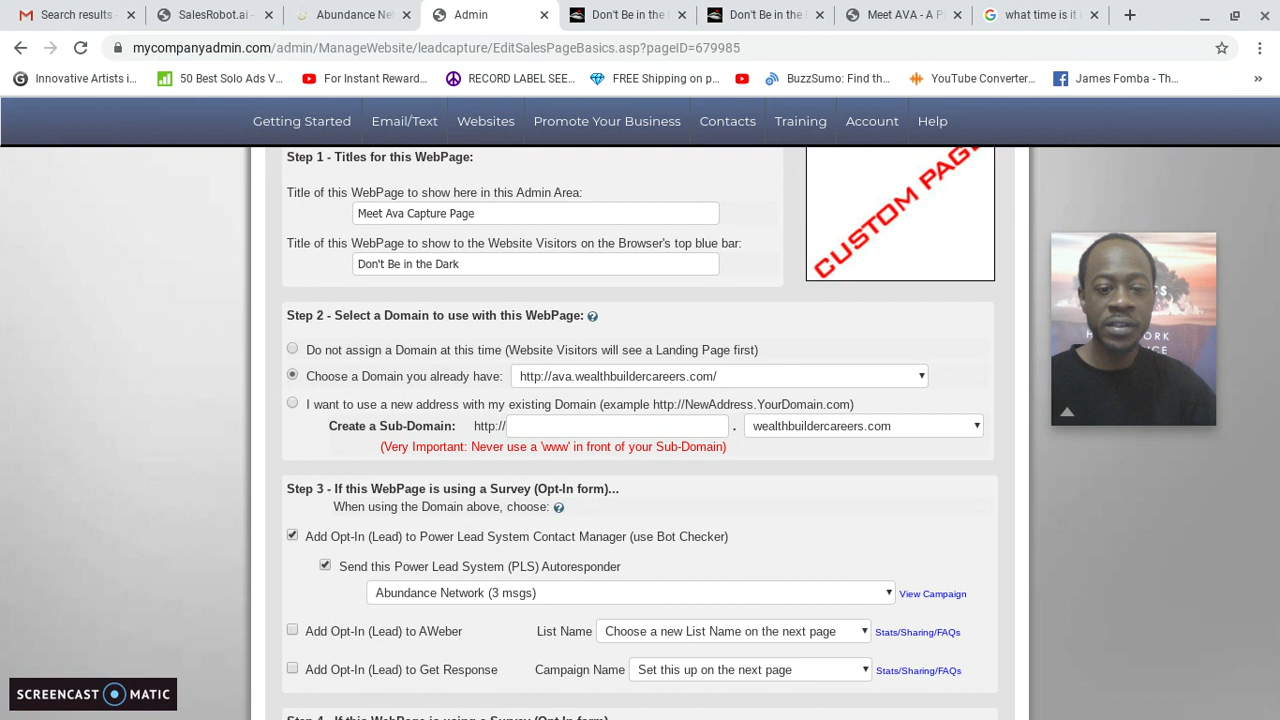 Search results -
SalesRobot.ai -
Abundance Ne
Admin
Don't Be in the
Don't Be in the
Meet AVA - A P
what time is it i
mycompanyadmin.com/admin/ManageWebsite/leadcapture/EditSalesPageBasics.asp?pageID=679985
Innovative Artists i...
50 Best Solo Ads V...
For Instant Reward...
RECORD LABEL SEE...
FREE Shipping on p...
BuzzSumo: Find th...
YouTube Converter...
James Fomba - Th...
Getting Started
Email/Text
Websites
Promote Your Business
Contacts
Training
Account
Help
Step 1 - Titles for this WebPage:
Title of this WebPage to show here in this Admin Area:
Meet Ava Capture Page
Title of this WebPage to show to the Website Visitors on the Browser's top blue bar:
Don't Be in the Dark
CUSTOM PAGE
Step 2 - Select a Domain to use with this WebPage: ?
Do not assign a Domain at this time (Website Visitors will see a Landing Page first)
Choose a Domain you already have: http://ava.wealthbuildercareers.com/
I want to use a new address with my existing Domain (example http://NewAddress.YourDomain.com)
Create a Sub-Domain: http:// . wealthbuildercareers.com
(Very Important: Never use a 'www' in front of your Sub-Domain)
Step 3 - If this WebPage is using a Survey (Opt-In form)...
When using the Domain above, choose: ?
Add Opt-In (Lead) to Power Lead System Contact Manager (use Bot Checker)
Send this Power Lead System (PLS) Autoresponder
Abundance Network (3 msgs) View Campaign
Add Opt-In (Lead) to AWeber List Name Choose a new List Name on the next page Stats/Sharing/FAQs
Add Opt-In (Lead) to Get Response Campaign Name Set this up on the next page Stats/Sharing/FAQs
SCREENCAST MATIC